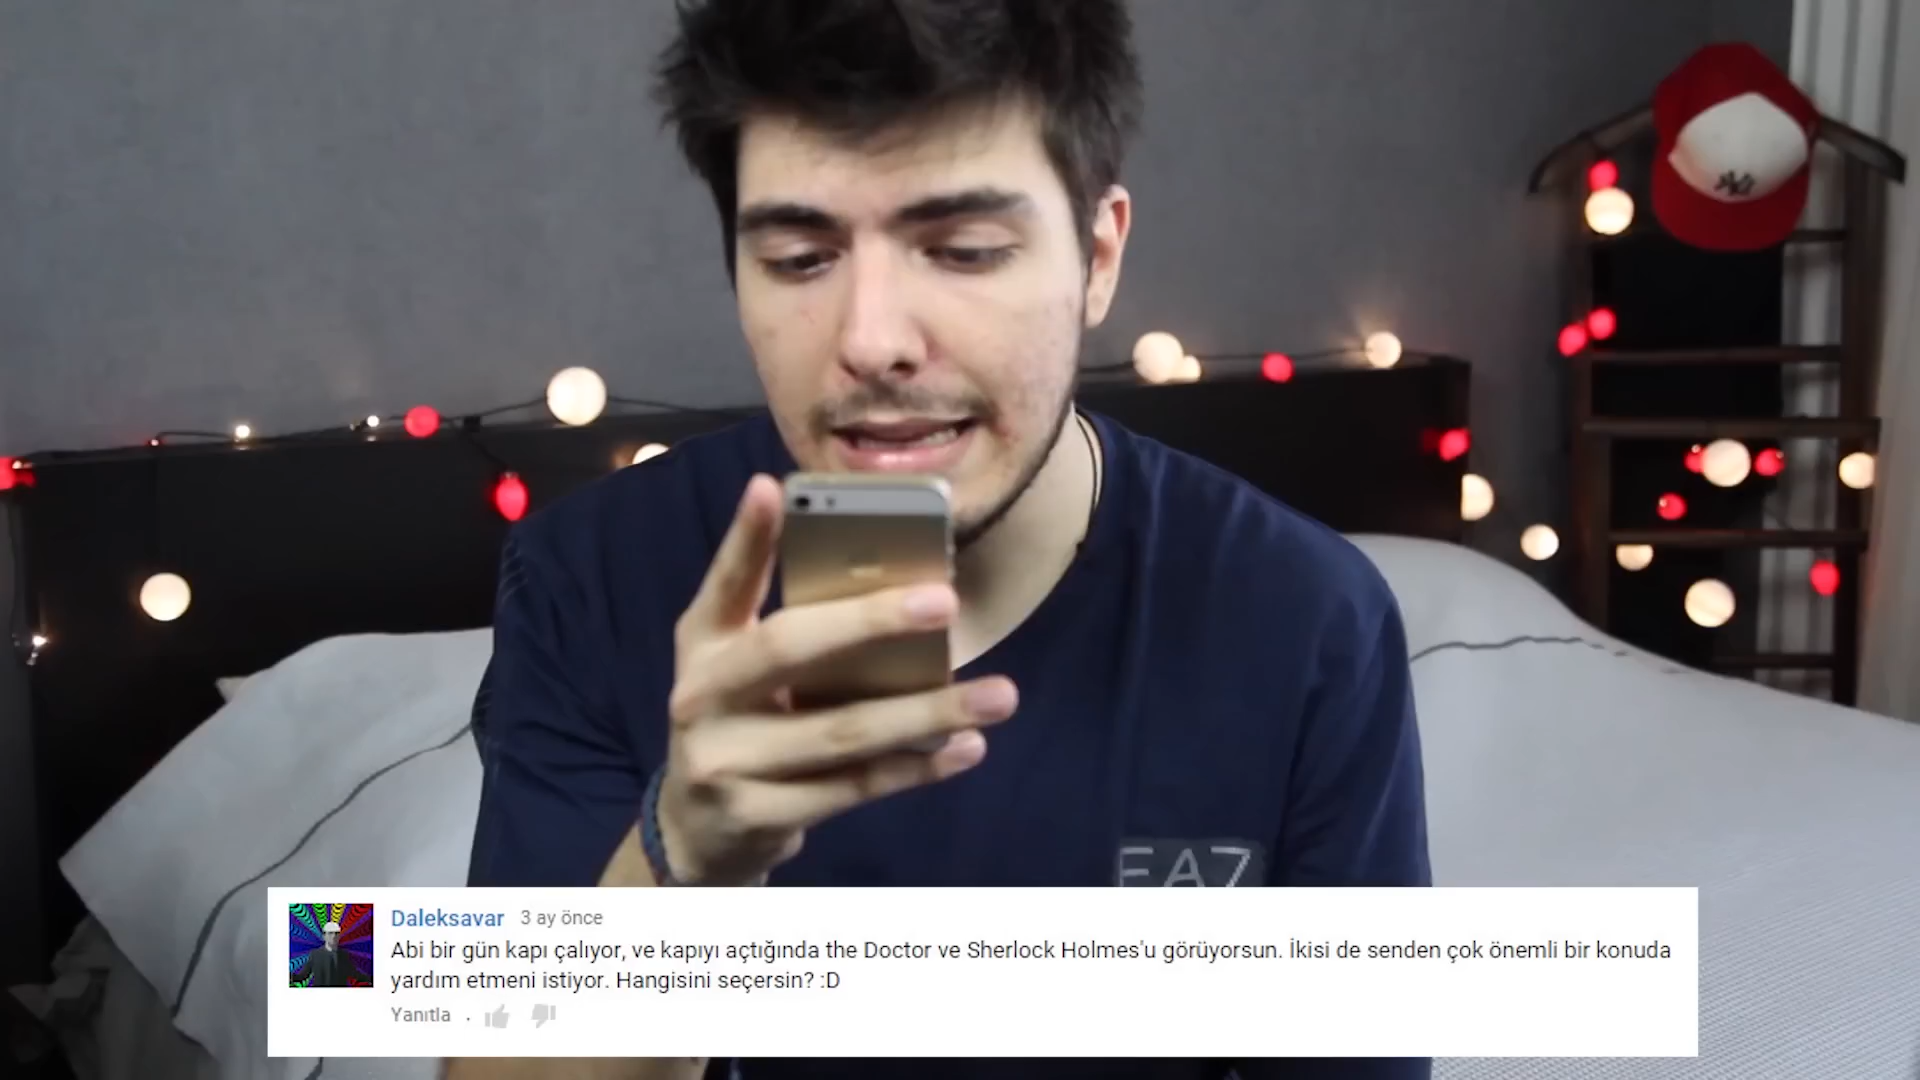 EA7
Daleksavar 3 ay önce
Abi bir gün kapı çalıyor, ve kapıyı açtığında the Doctor ve Sherlock Holmes'u görüyorsun. İkisi de senden çok önemli bir konuda
yardım etmeni istiyor. Hangisini seçersin? :D
Yanıtla .